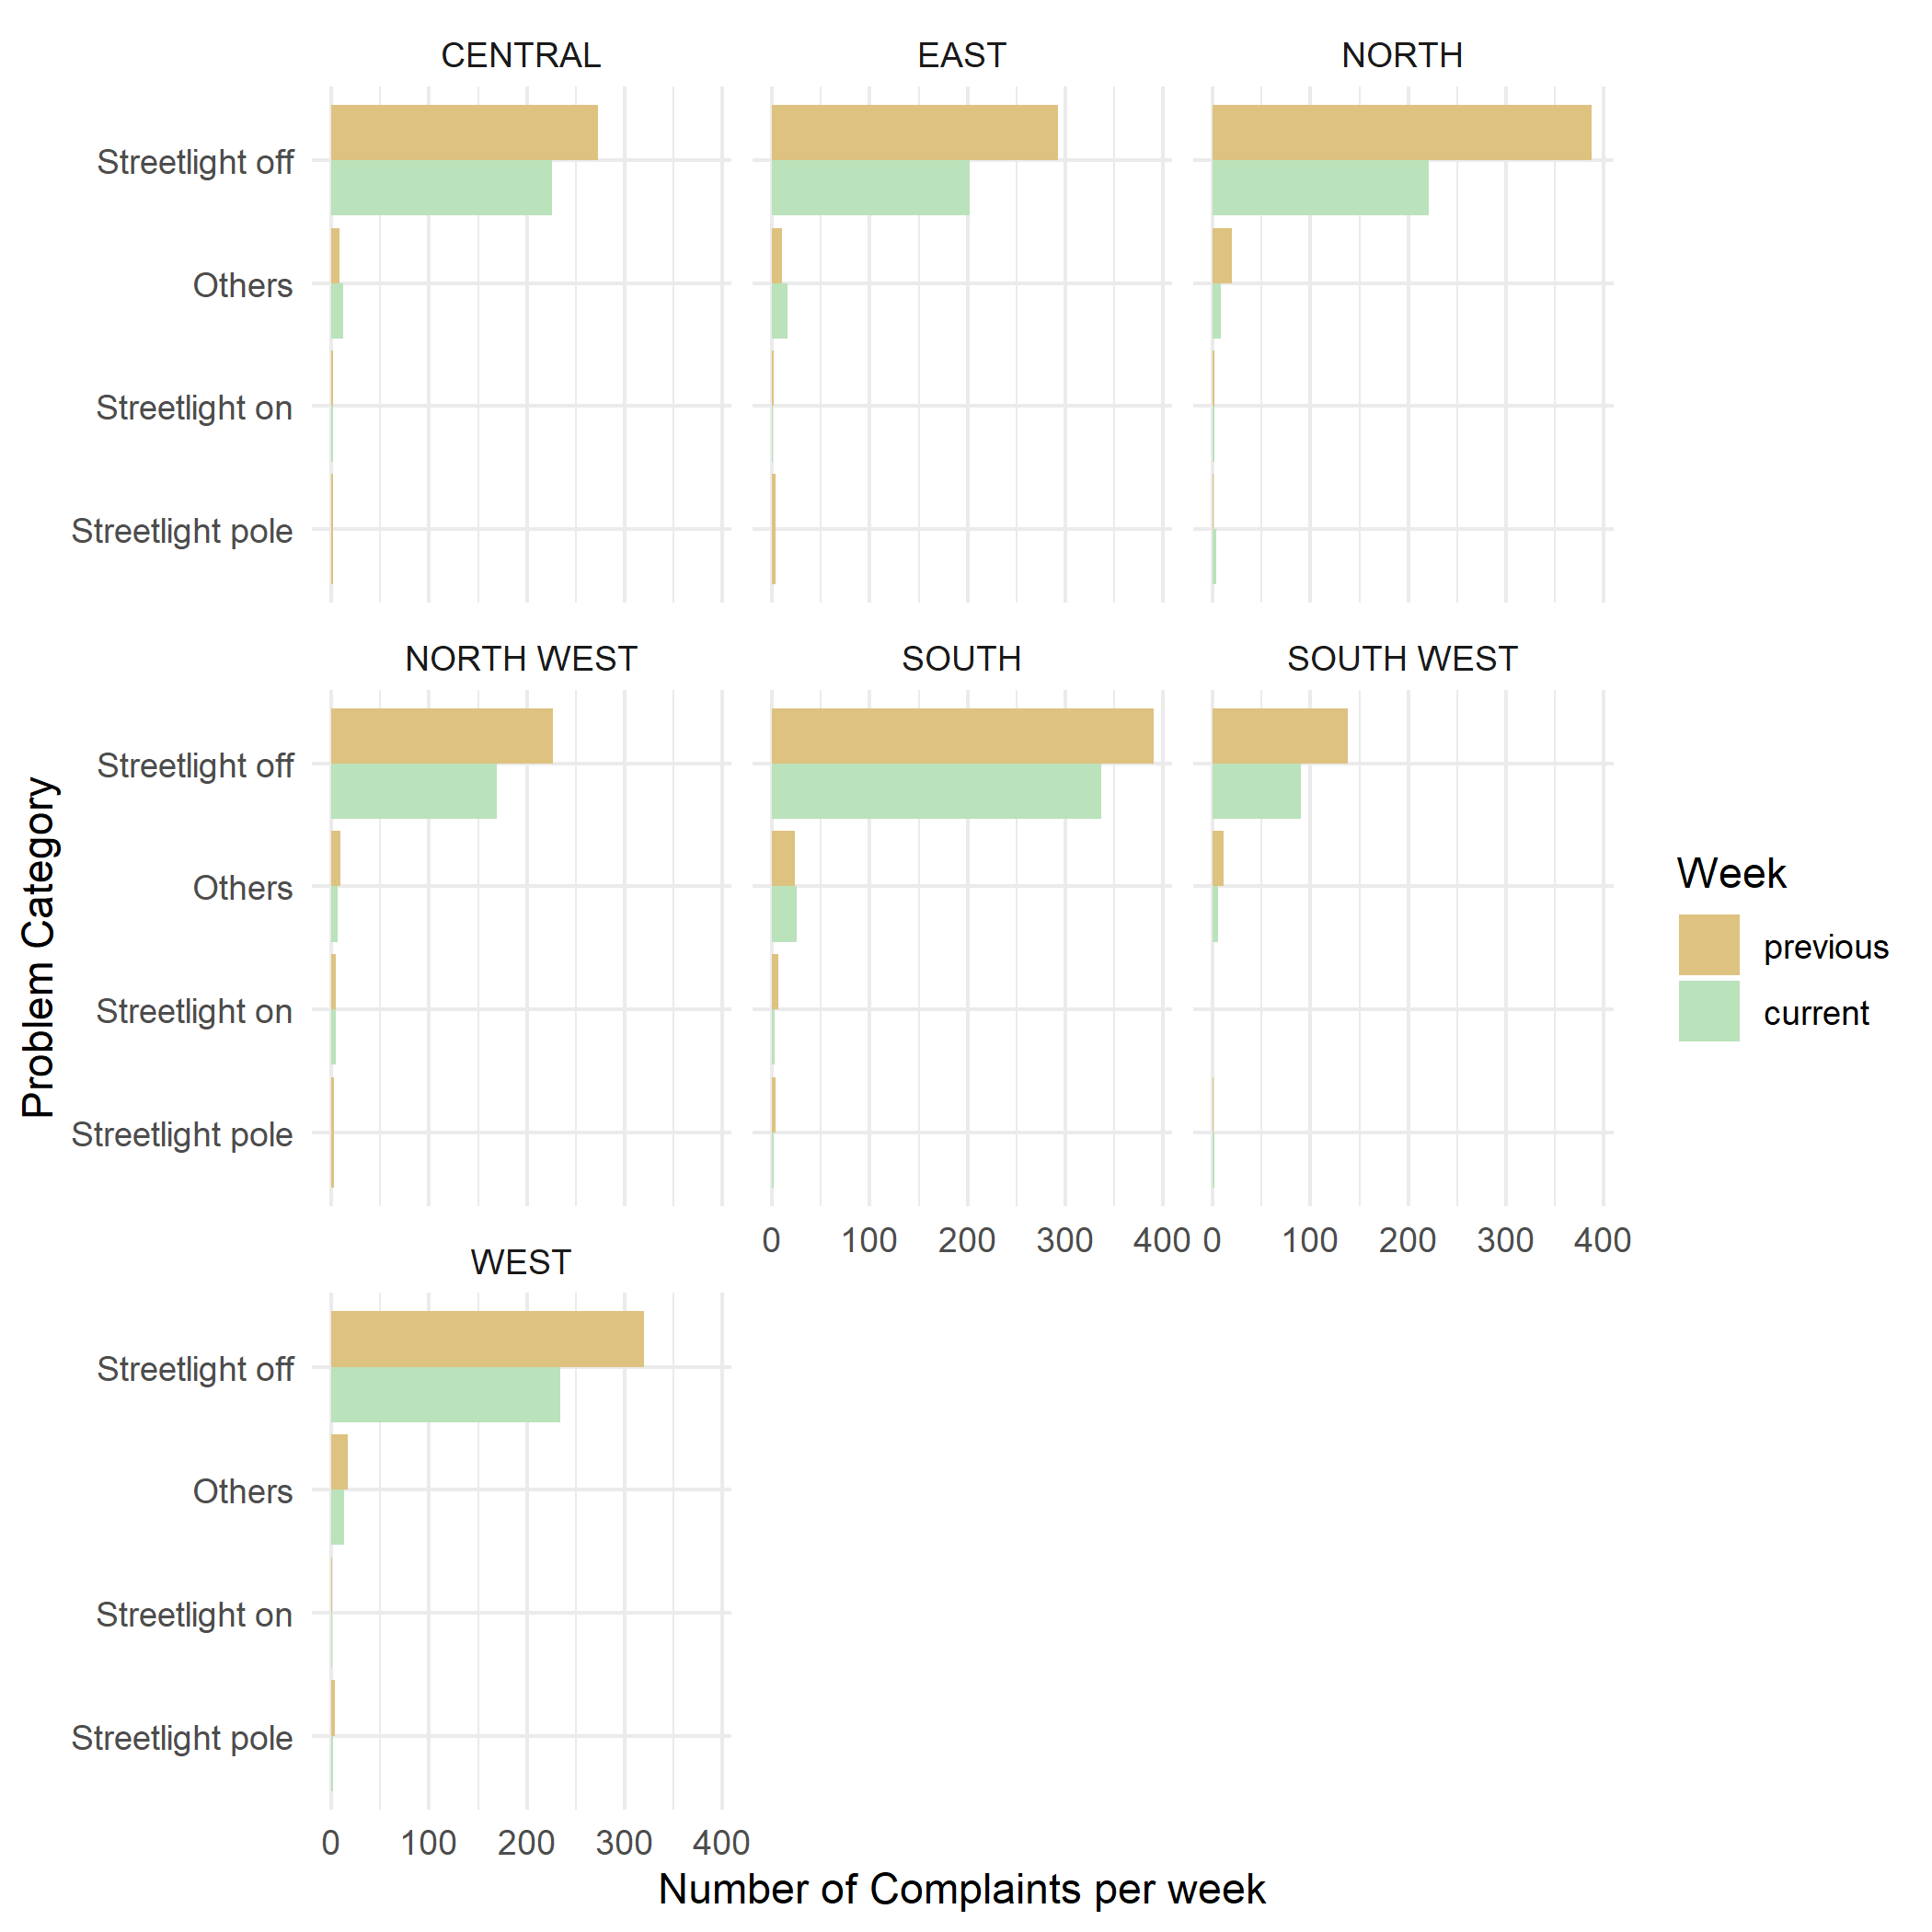 CENTRAL
EAST
NORTH
Streetlight off
Others
Streetlight on
Streetlight pole
NORTH WEST
SOUTH
SOUTH WEST
Streetlight off
Others
Streetlight on
Streetlight pole
0 100 200 300 400
0 100 200 300 400
WEST
Streetlight off
Others
Streetlight on
Streetlight pole
0 100 200 300 400
Number of Complaints per week
Problem Category
Week
previous
current